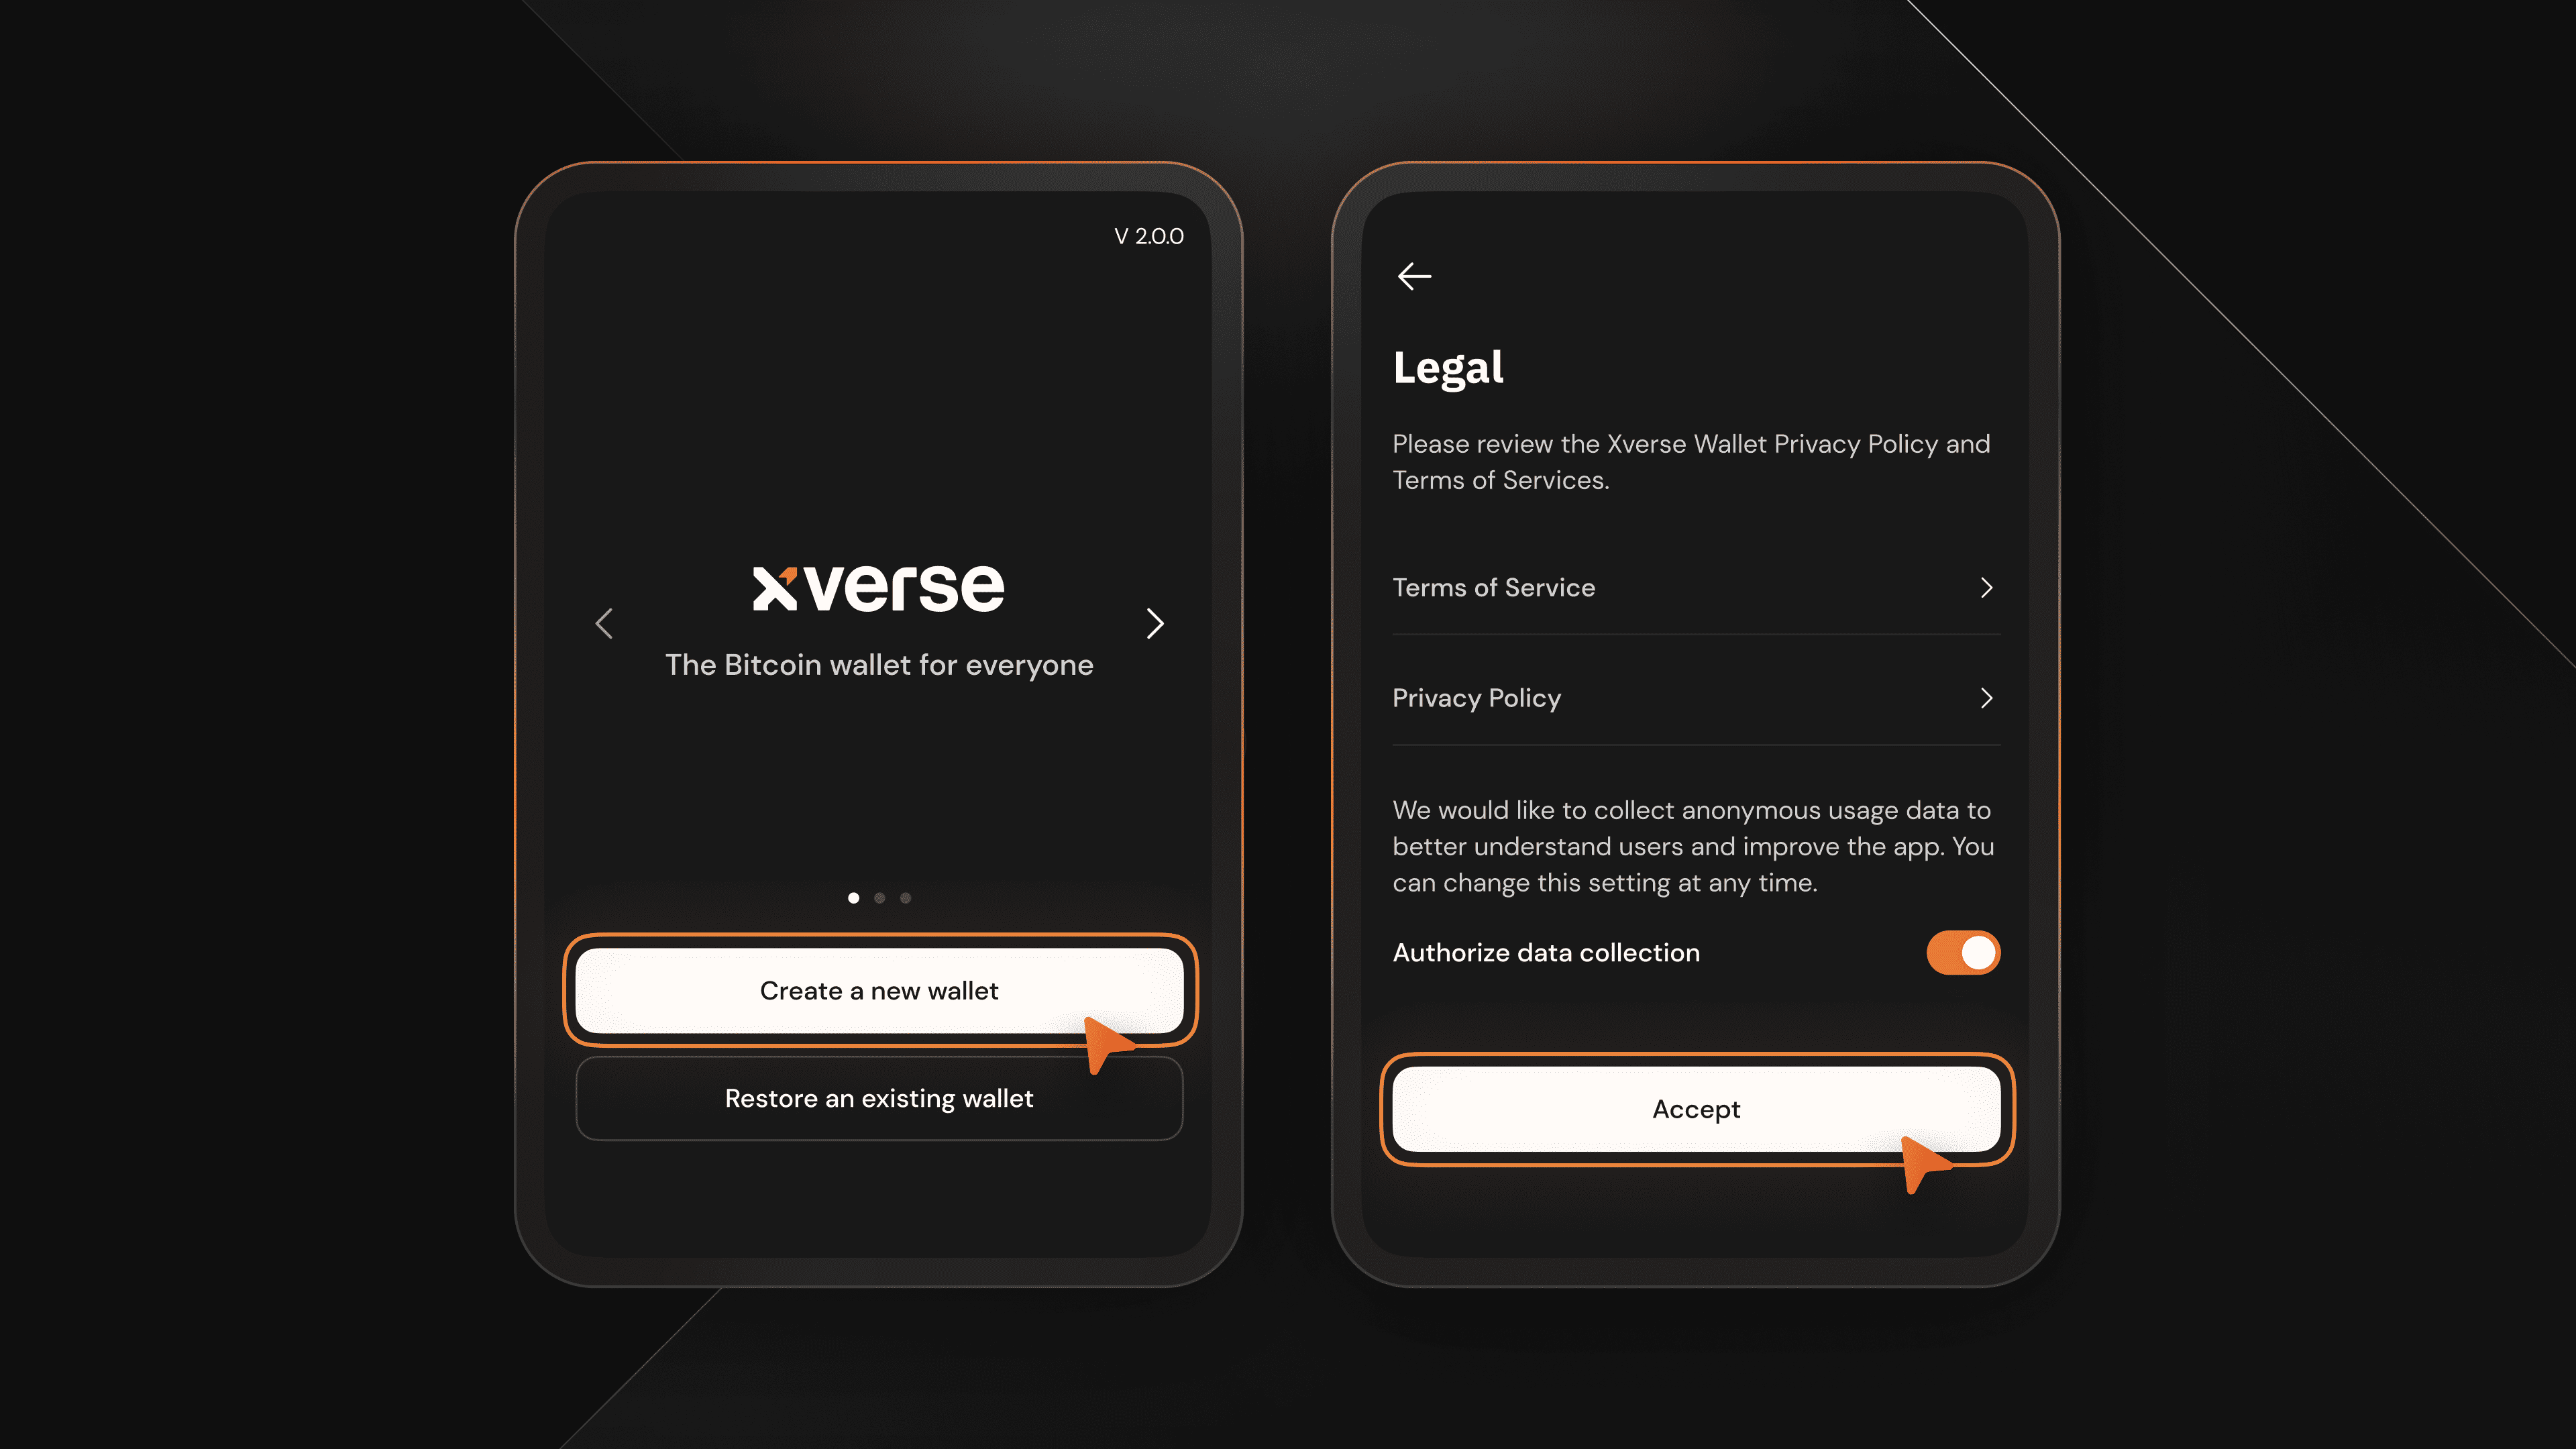 V 2.0.0
xverse
The Bitcoin wallet for everyone
Create a new wallet
Restore an existing wallet
Legal
Please review the Xverse Wallet Privacy Policy and
Terms of Services.
Terms of Service
Privacy Policy
We would like to collect anonymous usage data to
better understand users and improve the app. You
can change this setting at any time.
Authorize data collection
Accept